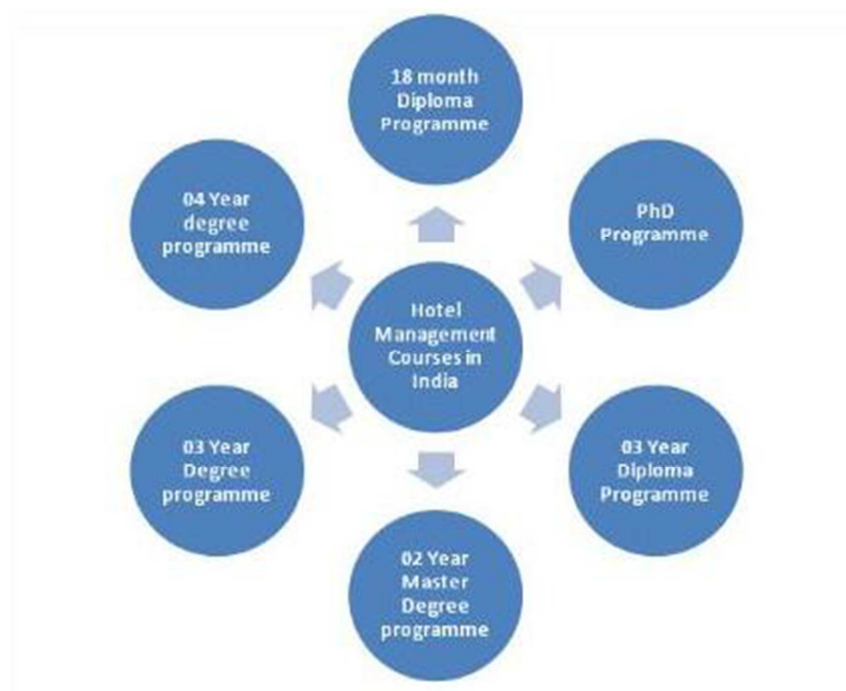 18 month
Diploma
Programme
PhD
Programme
03 Year
Diploma
Programme
02 Year
Master
Degree
programme
03 Year
Degree
programme
04 Year
degree
programme
Hotel
Management
Courses in
India